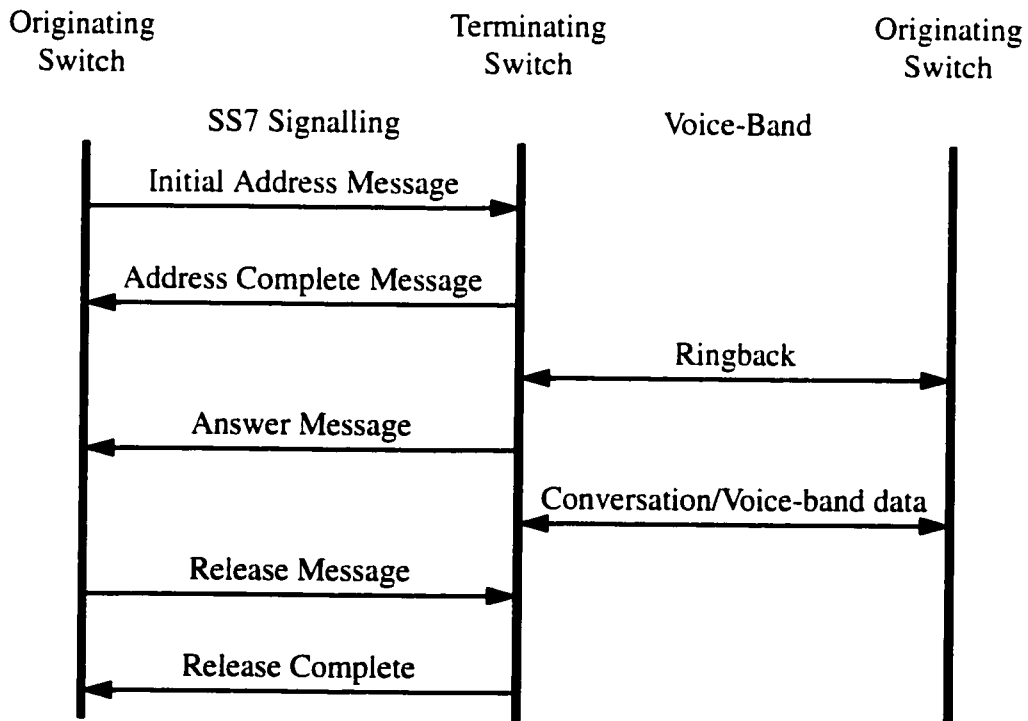 Originating
Switch
Terminating
Switch
Originating
Switch
SS7 Signalling
Voice-Band
Initial Address Message
Address Complete Message
Ringback
Answer Message
Conversation/Voice-band data
Release Message
Release Complete